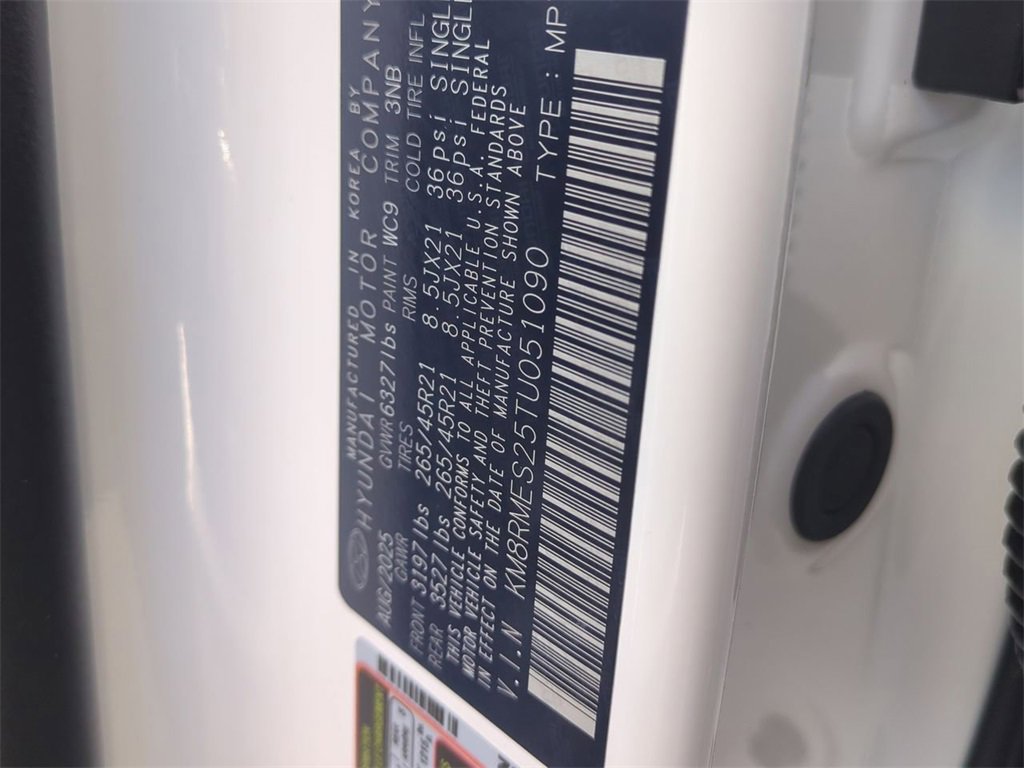 MANUFACTURED IN KOREA BY
HYUNDAI MOTOR COMPANY
AUG/2025 GVWR 6327lbs PAINT WC9 TRIM 3NB
GAWR TIRES RIMS COLD TIRE INFL
FRONT 3197lbs 265/45R21 8.5JX21 36psi SINGL
REAR 3527lbs 265/45R21 8.5JX21 36psi SINGL
THIS VEHICLE CONFORMS TO ALL APPLICABLE U.S.A. FEDERAL
MOTOR VEHICLE SAFETY AND THEFT PREVENTION STANDARDS
IN EFFECT ON THE DATE OF MANUFACTURE SHOWN ABOVE
V.I.N KM8RMES25TU051090 TYPE : MP